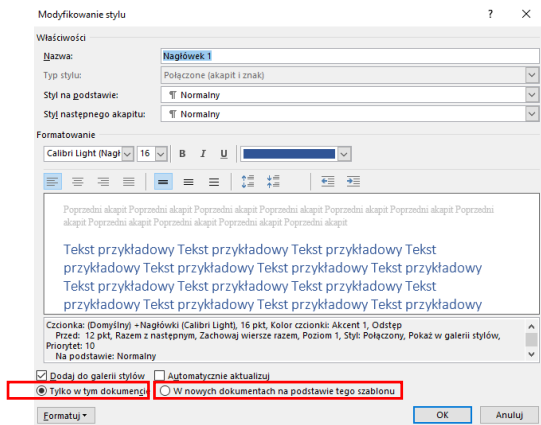 Modyfikowanie stylu ? ×
Właściwości
Nazwa: Nagłówek 1
Typ stylu: Połączone (akapit i znak)
Styl na podstawie: ¶ Normalny
Styl następnego akapitu: ¶ Normalny
Formatowanie
Calibri Light (Nagł 16 B I U
Poprzedni akapit Poprzedni akapit Poprzedni akapit Poprzedni akapit Poprzedni akapit Poprzedni akapit Poprzedni
akapit Poprzedni akapit Poprzedni akapit Poprzedni akapit Poprzedni akapit
Tekst przykładowy Tekst przykładowy Tekst przykładowy Tekst
przykładowy Tekst przykładowy Tekst przykładowy Tekst przykładowy
Tekst przykładowy Tekst przykładowy Tekst przykładowy Tekst
przykładowy Tekst przykładowy Tekst przykładowy Tekst przykładowy
Czcionka: (Domyślny) +Nagłówki (Calibri Light), 16 pkt, Kolor czcionki: Akcent 1, Odstęp
Przed: 12 pkt, Razem z następnym, Zachowaj wiersze razem, Poziom 1, Styl: Połączony, Pokaż w galerii stylów,
Priorytet: 10
Na podstawie: Normalny
Dodaj do galerii stylów Automatycznie aktualizuj
Tylko w tym dokumencie W nowych dokumentach na podstawie tego szablonu
Formatuj OK Anuluj